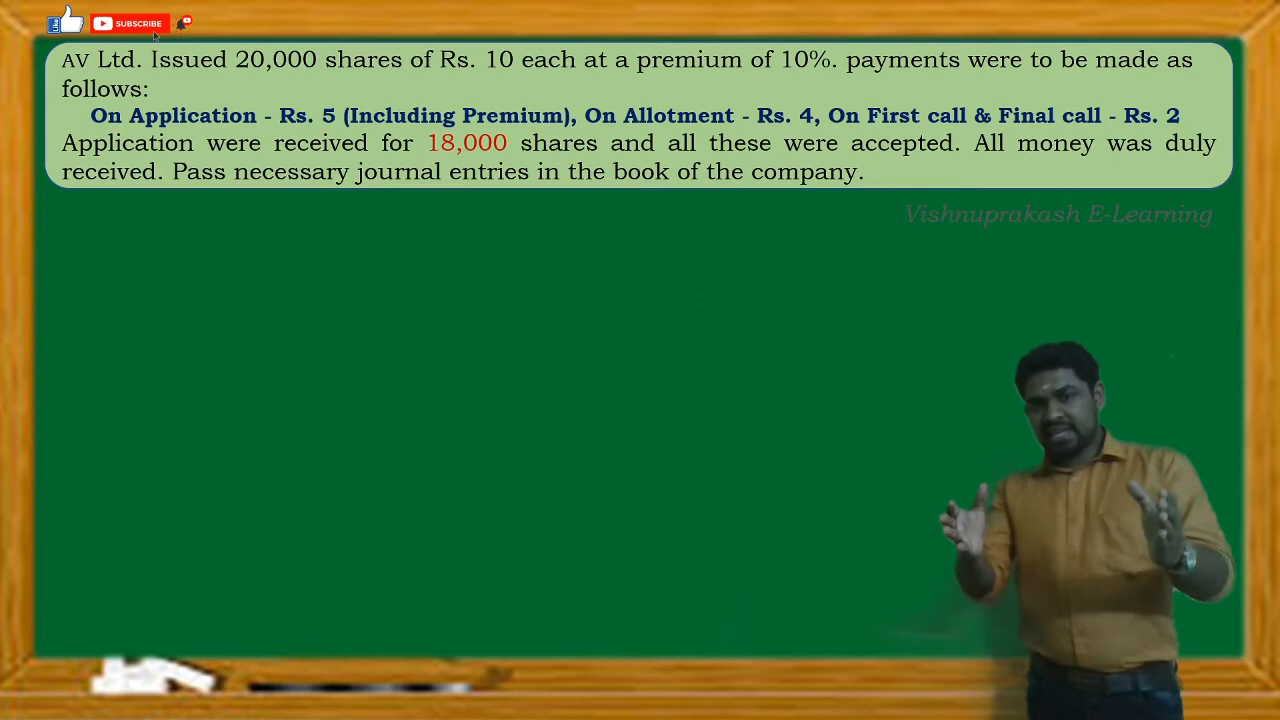 Like
SUBSCRIBE
AV Ltd. Issued 20,000 shares of Rs. 10 each at a premium of 10%. payments were to be made as
follows:
On Application - Rs. 5 (Including Premium), On Allotment - Rs. 4, On First call & Final call - Rs. 2
Application were received for 18,000 shares and all these were accepted. All money was duly
received. Pass necessary journal entries in the book of the company.
Vishnuprakash E-Learning